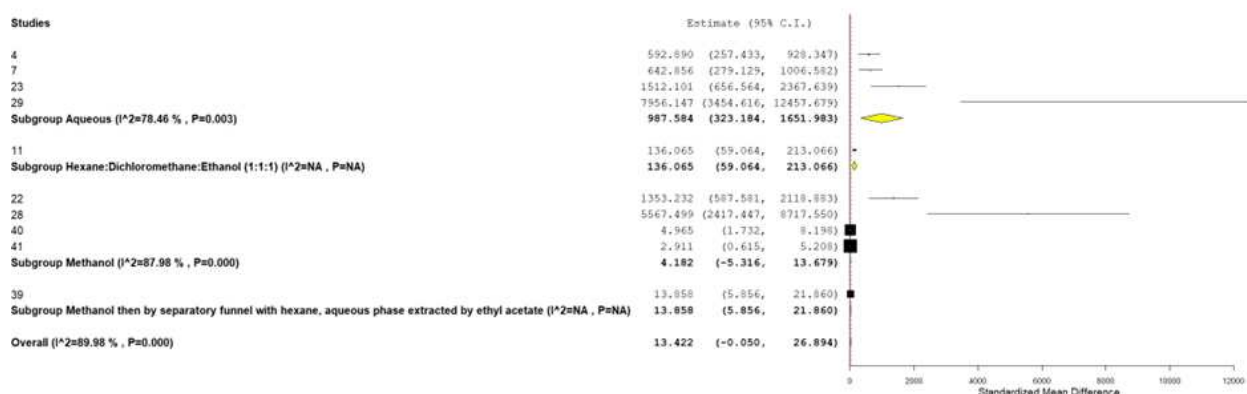 Studies Estimate (95% C.I.)
4 592.890 (257.433, 928.347)
7 642.856 (279.129, 1006.582)
23 1512.101 (656.564, 2367.639)
29 7956.147 (3454.616, 12457.679)
Subgroup Aqueous (I^2=78.46 % , P=0.003) 987.584 (323.184, 1651.983)
11 136.065 (59.064, 213.066)
Subgroup Hexane:Dichloromethane:Ethanol (1:1:1) (I^2=NA , P=NA) 136.065 (59.064, 213.066)
22 1353.232 (587.581, 2118.883)
28 5567.499 (2417.447, 8717.550)
40 4.965 (1.732, 8.198)
41 2.911 (0.615, 5.208)
Subgroup Methanol (I^2=87.98 % , P=0.000) 4.182 (-5.316, 13.679)
39 13.858 (5.856, 21.860)
Subgroup Methanol then by separatory funnel with hexane, aqueous phase extracted by ethyl acetate (I^2=NA , P=NA) 13.858 (5.856, 21.860)
Overall (I^2=89.98 % , P=0.000) 13.422 (-0.050, 26.894)
0 2000 4000 6000 8000 10000 12000
Standardized Mean Difference